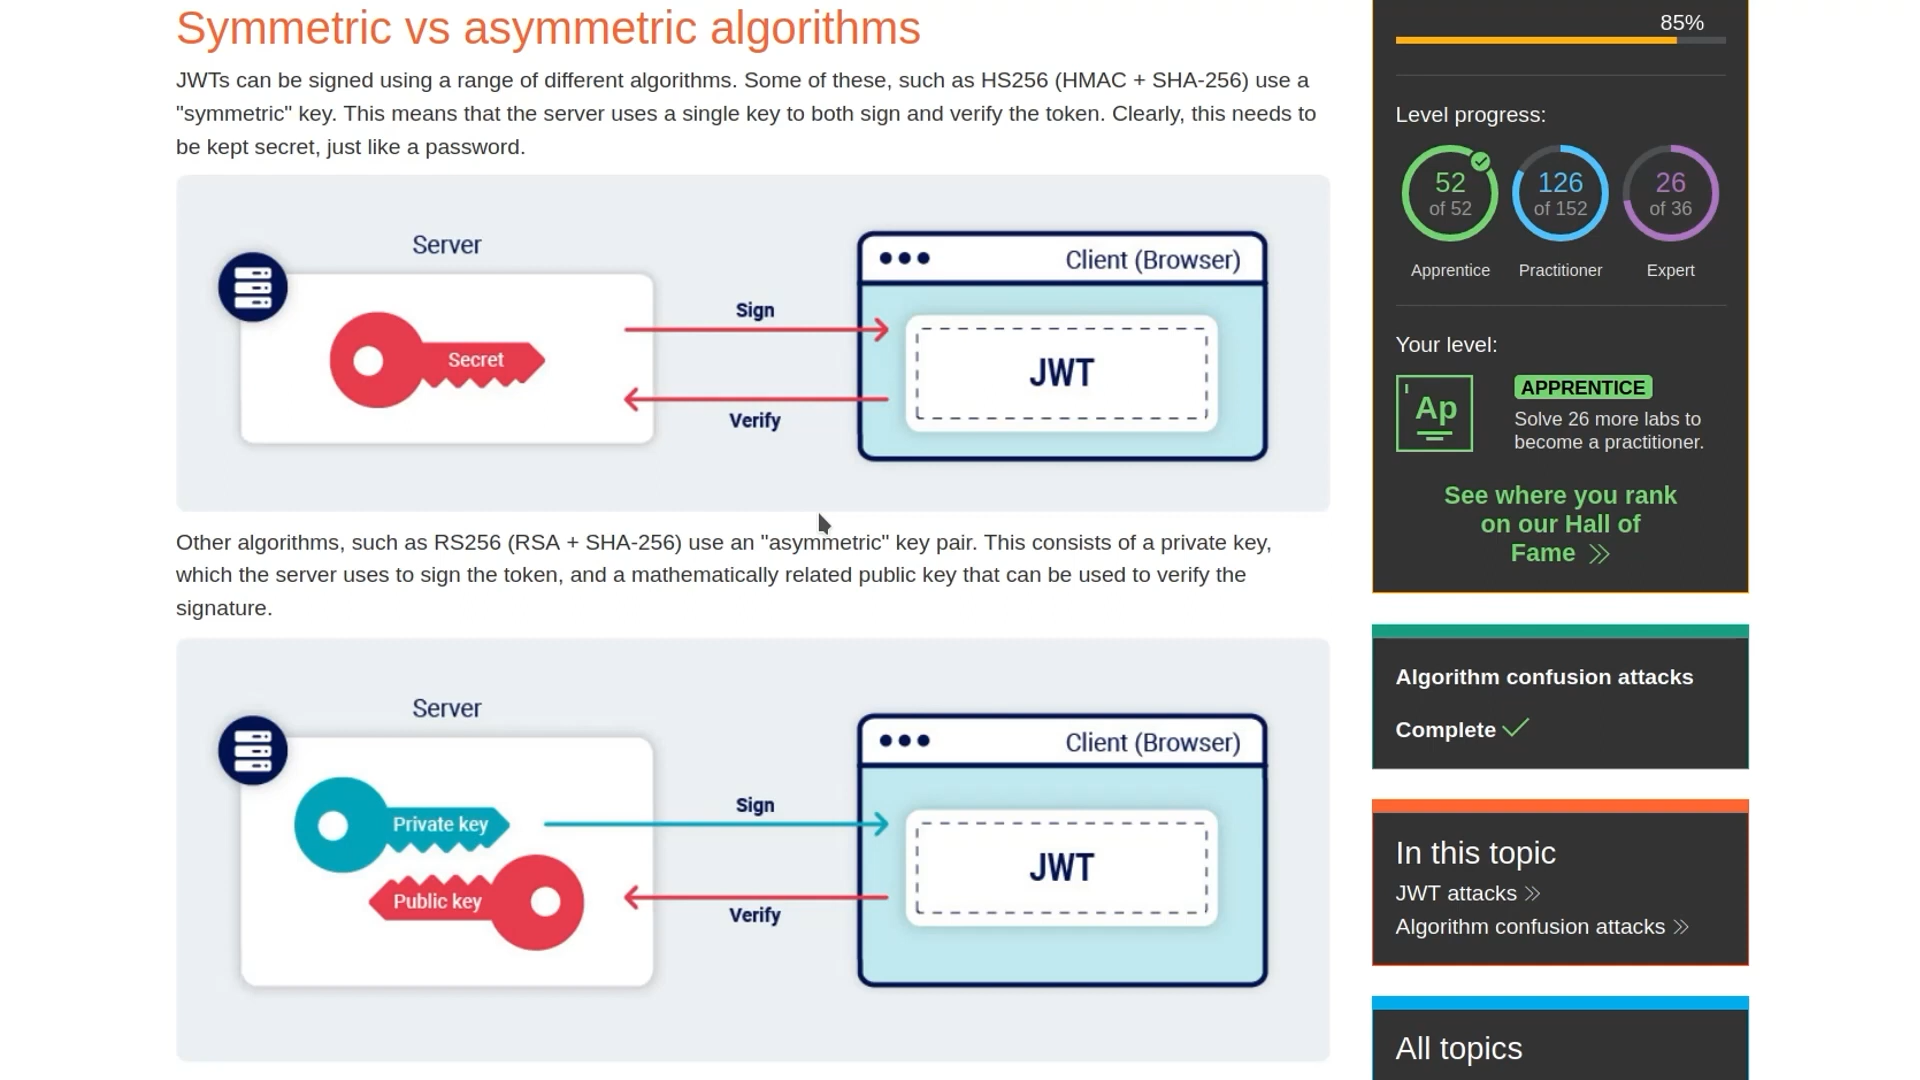 Symmetric vs asymmetric algorithms
JWTs can be signed using a range of different algorithms. Some of these, such as HS256 (HMAC + SHA-256) use a
"symmetric" key. This means that the server uses a single key to both sign and verify the token. Clearly, this needs to
be kept secret, just like a password.
Server
Secret
Sign
Verify
Client (Browser)
JWT
Other algorithms, such as RS256 (RSA + SHA-256) use an "asymmetric" key pair. This consists of a private key,
which the server uses to sign the token, and a mathematically related public key that can be used to verify the
signature.
Server
Private key
Public key
Sign
Verify
Client (Browser)
JWT
85%
Level progress:
52
of 52
126
of 152
26
of 36
Apprentice
Practitioner
Expert
Your level:
Ap
APPRENTICE
Solve 26 more labs to
become a practitioner.
See where you rank
on our Hall of
Fame
Algorithm confusion attacks
Complete
In this topic
JWT attacks
Algorithm confusion attacks
All topics